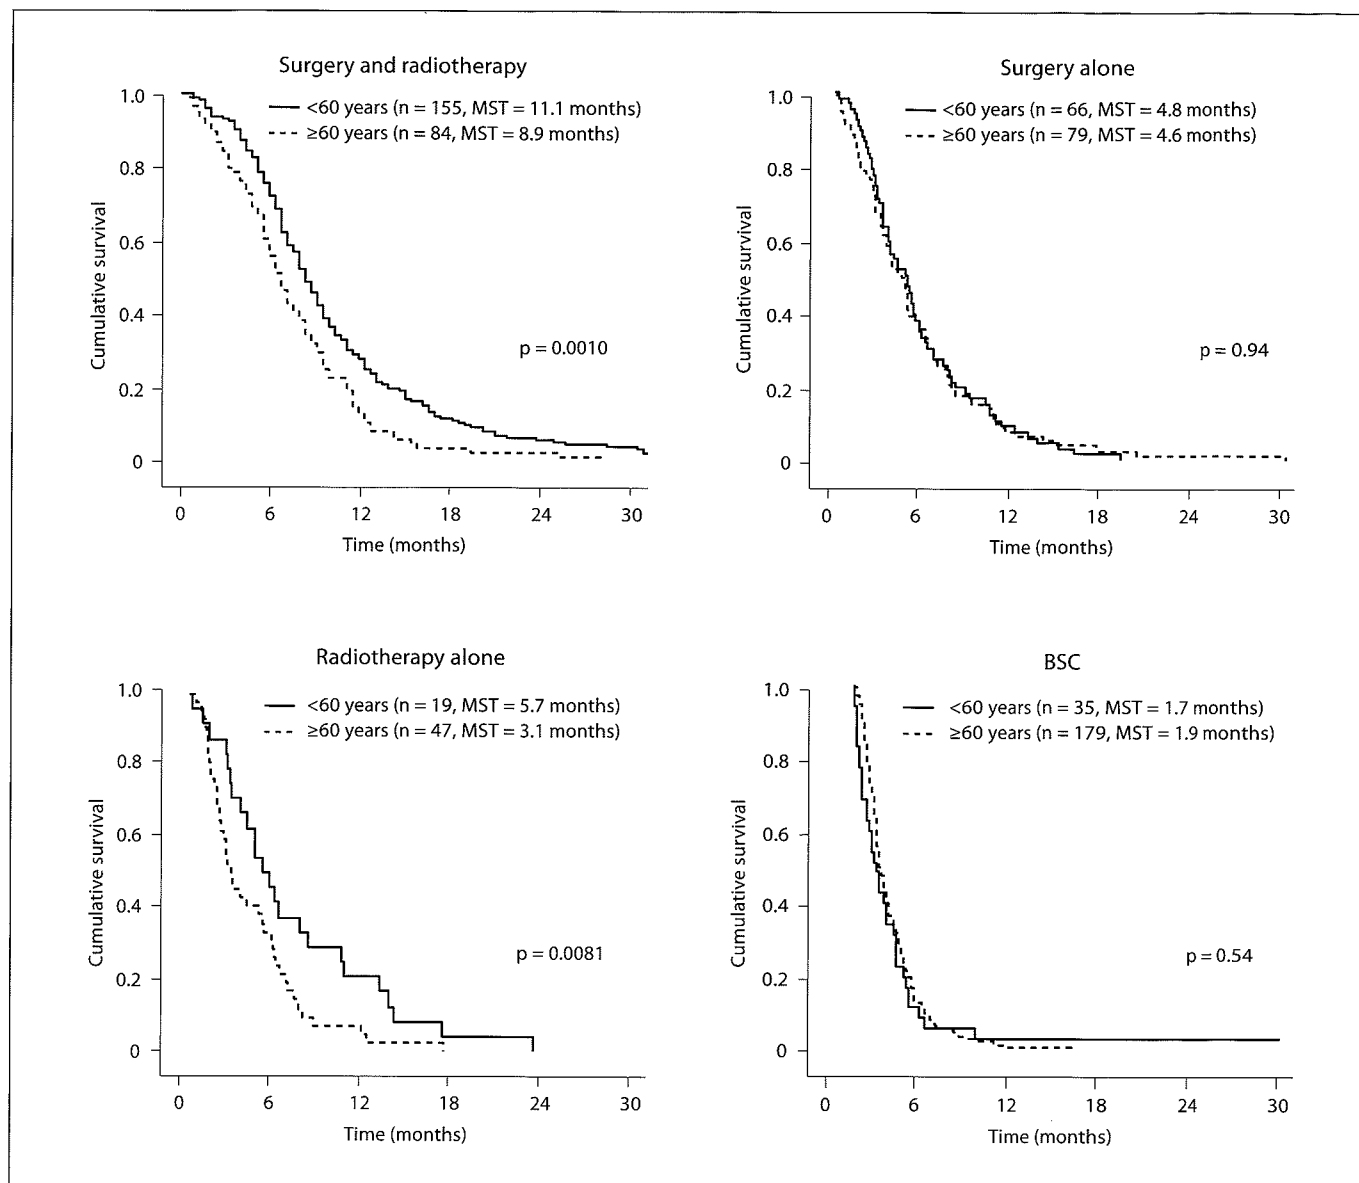 Surgery and radiotherapy
<60 years (n = 155, MST = 11.1 months)
≥60 years (n = 84, MST = 8.9 months)
Cumulative survival
1.0
0.8
0.6
0.4
0.2
0
p = 0.0010
0 6 12 18 24 30
Time (months)
Surgery alone
<60 years (n = 66, MST = 4.8 months)
≥60 years (n = 79, MST = 4.6 months)
Cumulative survival
1.0
0.8
0.6
0.4
0.2
0
p = 0.94
0 6 12 18 24 30
Time (months)
Radiotherapy alone
<60 years (n = 19, MST = 5.7 months)
≥60 years (n = 47, MST = 3.1 months)
Cumulative survival
1.0
0.8
0.6
0.4
0.2
0
p = 0.0081
0 6 12 18 24 30
Time (months)
BSC
<60 years (n = 35, MST = 1.7 months)
≥60 years (n = 179, MST = 1.9 months)
Cumulative survival
1.0
0.8
0.6
0.4
0.2
0
p = 0.54
0 6 12 18 24 30
Time (months)